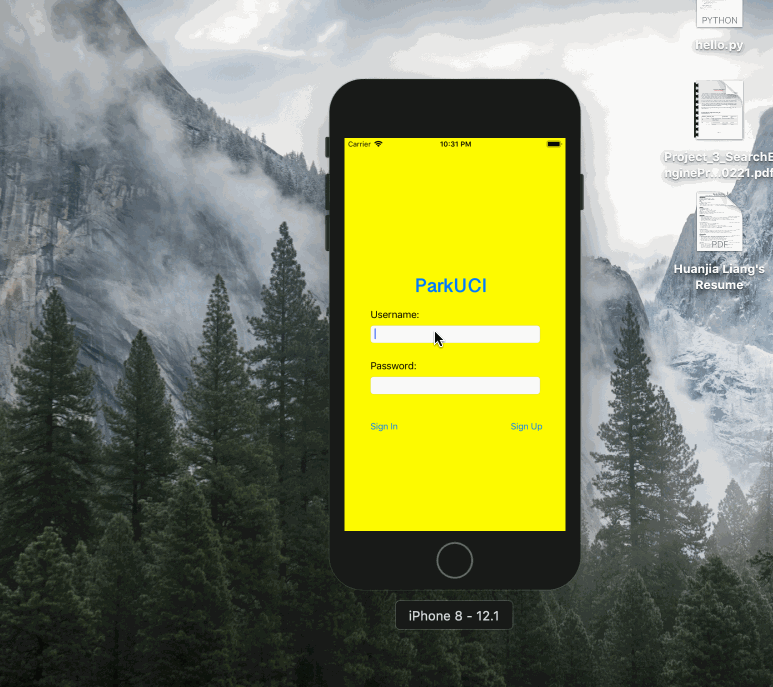 PYTHON
hello.py
Carrier
10:31 PM
Project_3_SearchE
nginePr...0221.pdf
PDF
Huanjia Liang's
Resume
ParkUCI
Username:
Password:
Sign In
Sign Up
iPhone 8 - 12.1